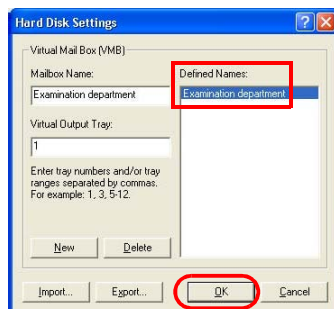 Hard Disk Settings
Virtual Mail Box (VMB)
Mailbox Name:
Examination department
Defined Names:
Examination department
Virtual Output Tray:
1
Enter tray numbers and/or tray
ranges separated by commas.
For example: 1, 3, 5-12.
New
Delete
Import...
Export...
OK
Cancel